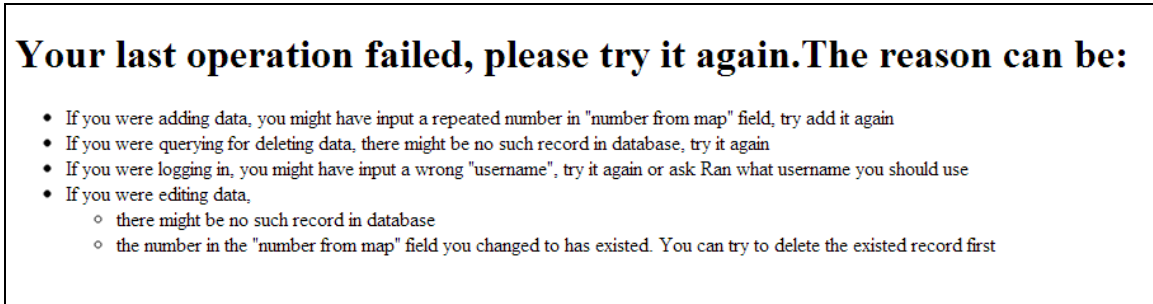 Your last operation failed, please try it again.The reason can be:
If you were adding data, you might have input a repeated number in "number from map" field, try add it again
If you were querying for deleting data, there might be no such record in database, try it again
If you were logging in, you might have input a wrong "username", try it again or ask Ran what username you should use
If you were editing data,
there might be no such record in database
the number in the "number from map" field you changed to has existed. You can try to delete the existed record first